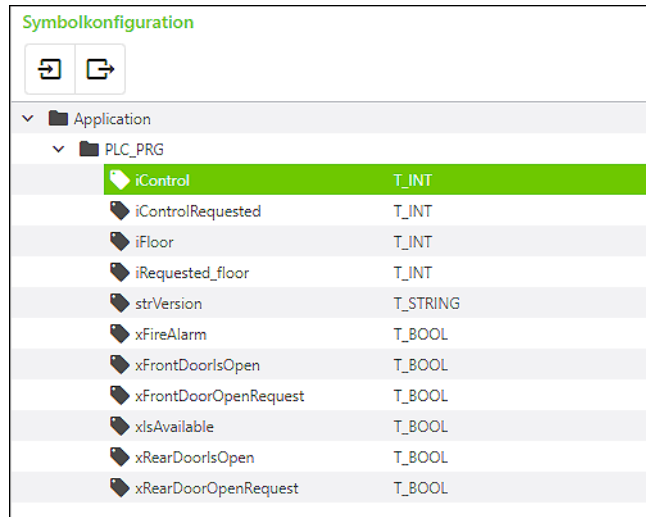 Symbolkonfiguration
Application
PLC_PRG
iControl T_INT
iControlRequested T_INT
iFloor T_INT
iRequested_floor T_INT
strVersion T_STRING
xFireAlarm T_BOOL
xFrontDoorIsOpen T_BOOL
xFrontDoorOpenRequest T_BOOL
xIsAvailable T_BOOL
xRearDoorIsOpen T_BOOL
xRearDoorOpenRequest T_BOOL